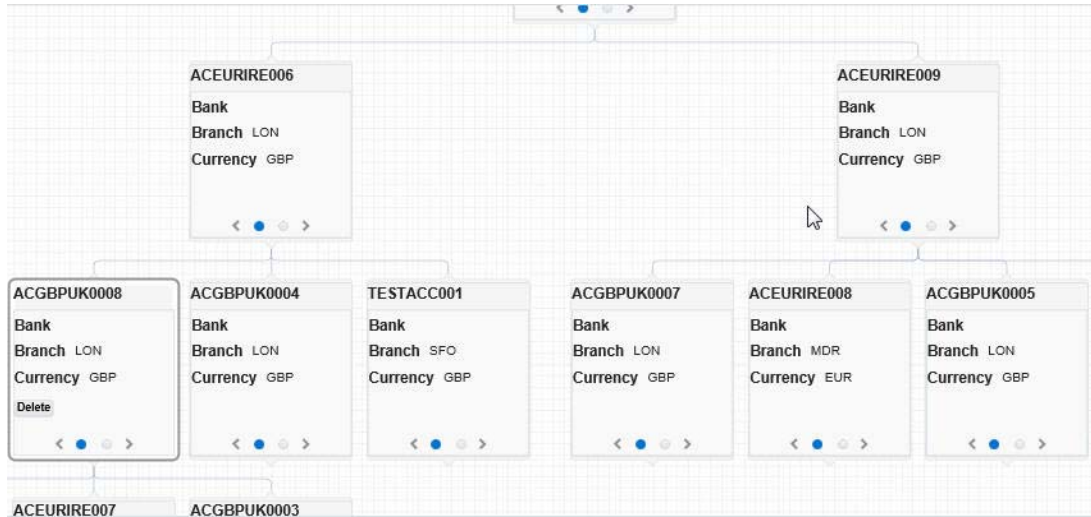 ACEURIRE006
Bank
Branch LON
Currency GBP
ACEURIRE009
Bank
Branch LON
Currency GBP
ACGBPUK0008
Bank
Branch LON
Currency GBP
Delete
ACGBPUK0004
Bank
Branch LON
Currency GBP
TESTACC001
Bank
Branch SFO
Currency GBP
ACGBPUK0007
Bank
Branch LON
Currency GBP
ACEURIRE008
Bank
Branch MDR
Currency EUR
ACGBPUK0005
Bank
Branch LON
Currency GBP
ACEURIRE007
ACGBPUK0003